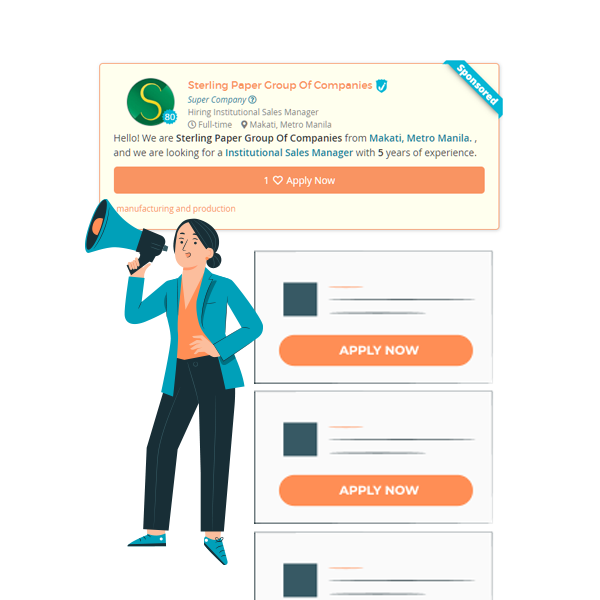 Sponsored
Sterling Paper Group Of Companies
S
80
Super Company
Hiring Institutional Sales Manager
Full-time Makati, Metro Manila
Hello! We are Sterling Paper Group Of Companies from Makati, Metro Manila. ,
and we are looking for a Institutional Sales Manager with 5 years of experience.
1 Apply Now
manufacturing and production
APPLY NOW
APPLY NOW